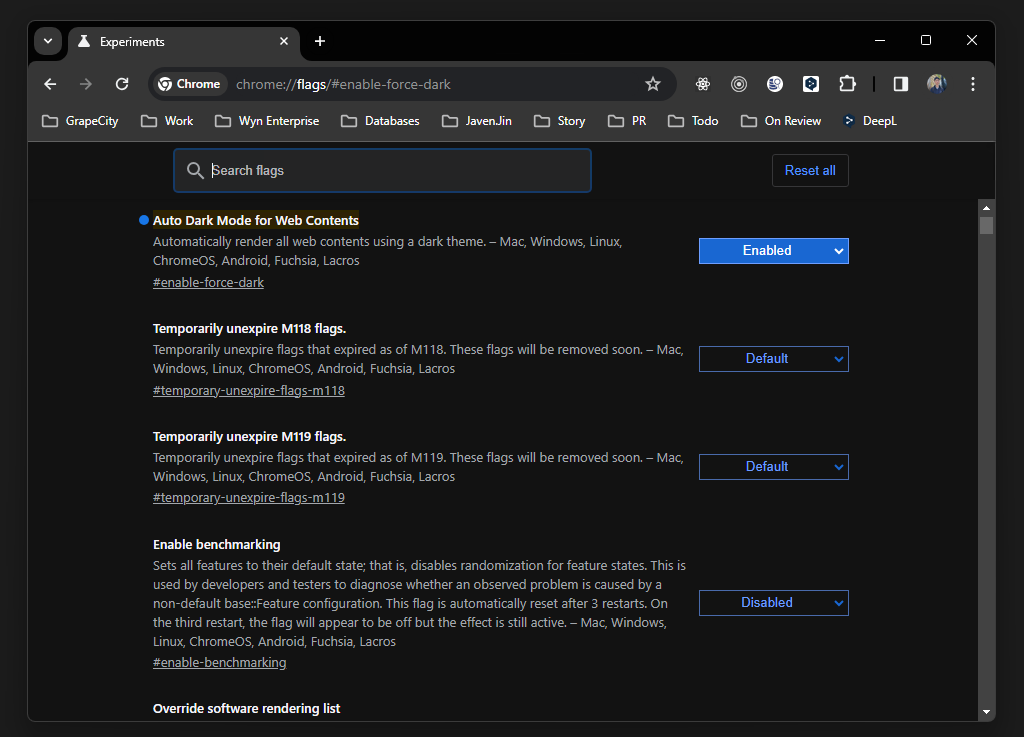 Experiments
Chrome chrome://flags/#enable-force-dark
GrapeCity Work Wyn Enterprise Databases JavenJin Story PR Todo On Review DeepL
Search flags
Reset all
Auto Dark Mode for Web Contents
Automatically render all web contents using a dark theme. – Mac, Windows, Linux,
ChromeOS, Android, Fuchsia, Lacros
#enable-force-dark
Enabled
Temporarily unexpire M118 flags.
Temporarily unexpire flags that expired as of M118. These flags will be removed soon. – Mac,
Windows, Linux, ChromeOS, Android, Fuchsia, Lacros
#temporary-unexpire-flags-m118
Default
Temporarily unexpire M119 flags.
Temporarily unexpire flags that expired as of M119. These flags will be removed soon. – Mac,
Windows, Linux, ChromeOS, Android, Fuchsia, Lacros
#temporary-unexpire-flags-m119
Default
Enable benchmarking
Sets all features to their default state; that is, disables randomization for feature states. This is
used by developers and testers to diagnose whether an observed problem is caused by a
non-default base::Feature configuration. This flag is automatically reset after 3 restarts. On
the third restart, the flag will appear to be off but the effect is still active. – Mac, Windows,
Linux, ChromeOS, Android, Fuchsia, Lacros
#enable-benchmarking
Disabled
Override software rendering list